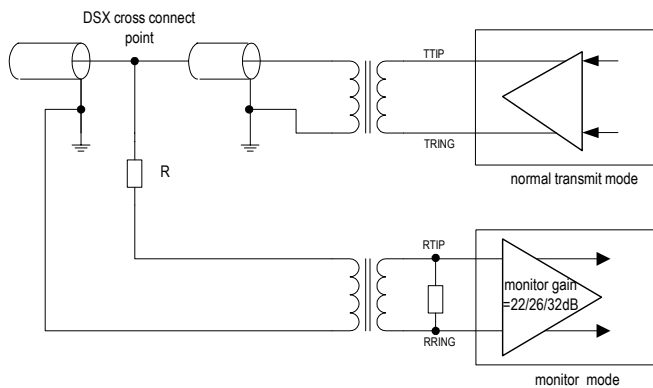 DSX cross connect
point
TTIP
TRING
normal transmit mode
R
RTIP
monitor gain
=22/26/32dB
RRING
monitor mode